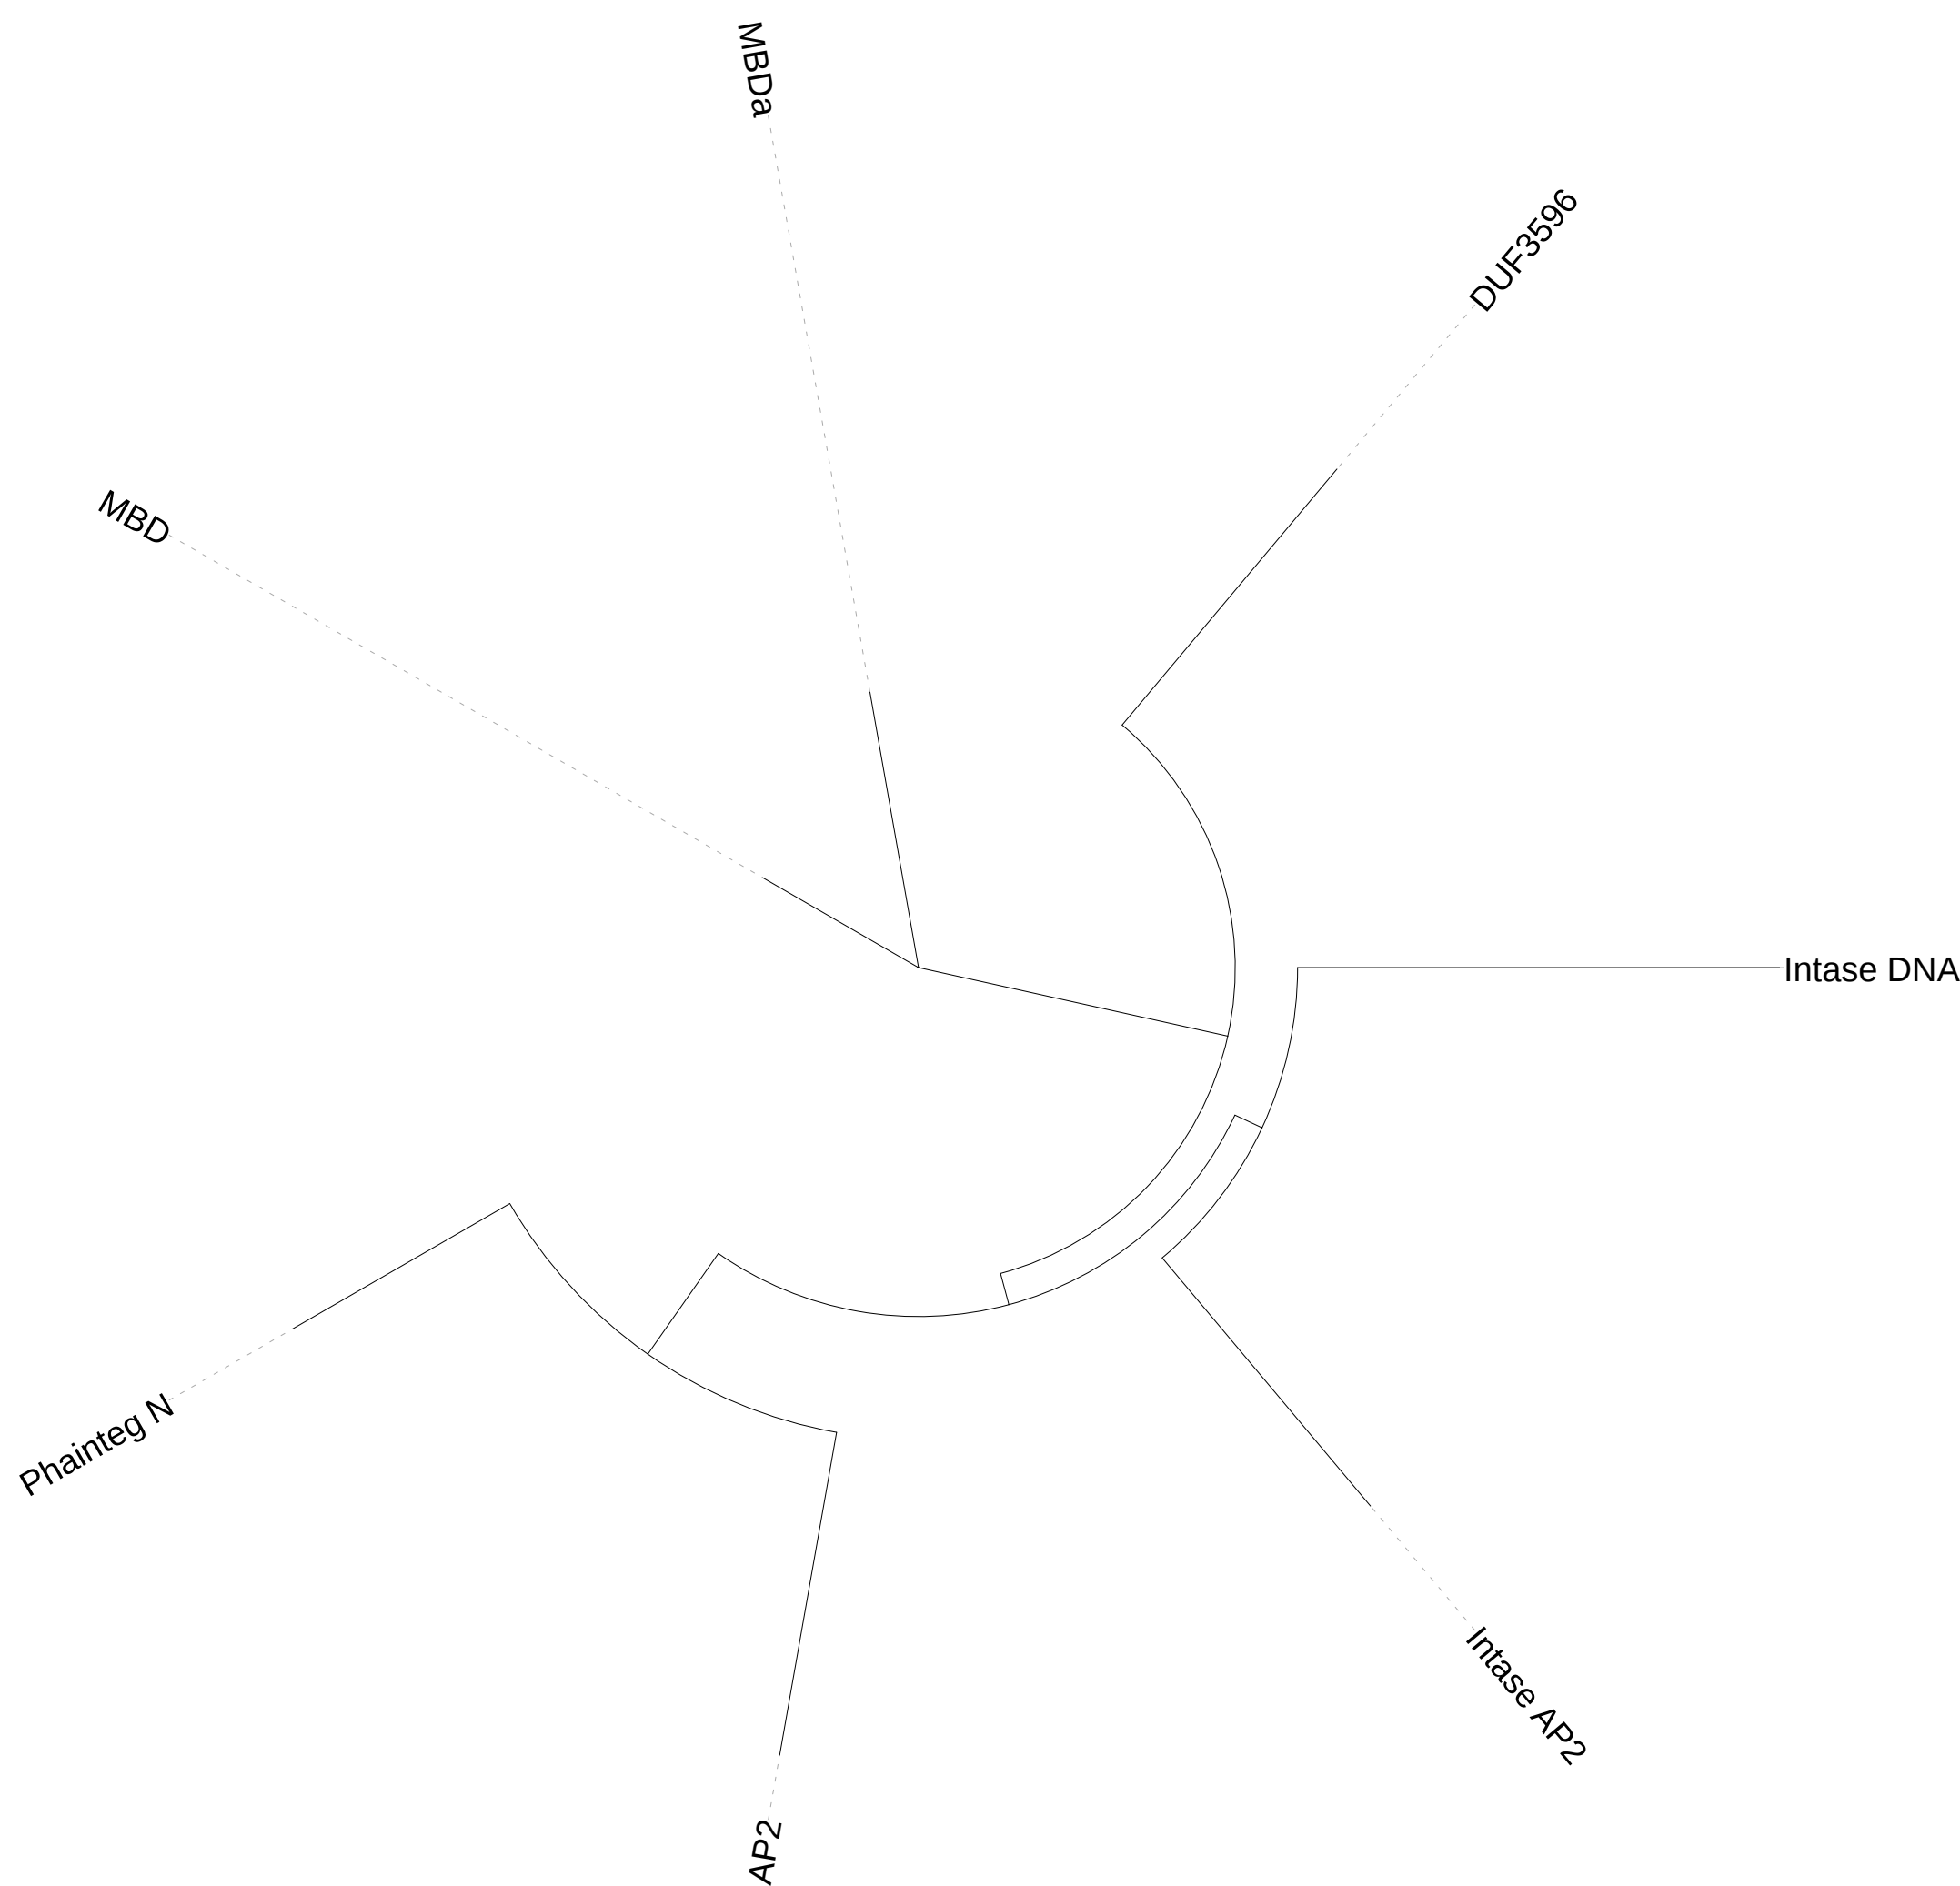 MBDa
DUF3596
MBD
Intase DNA
Phainteg N
Intase AP2
AP2